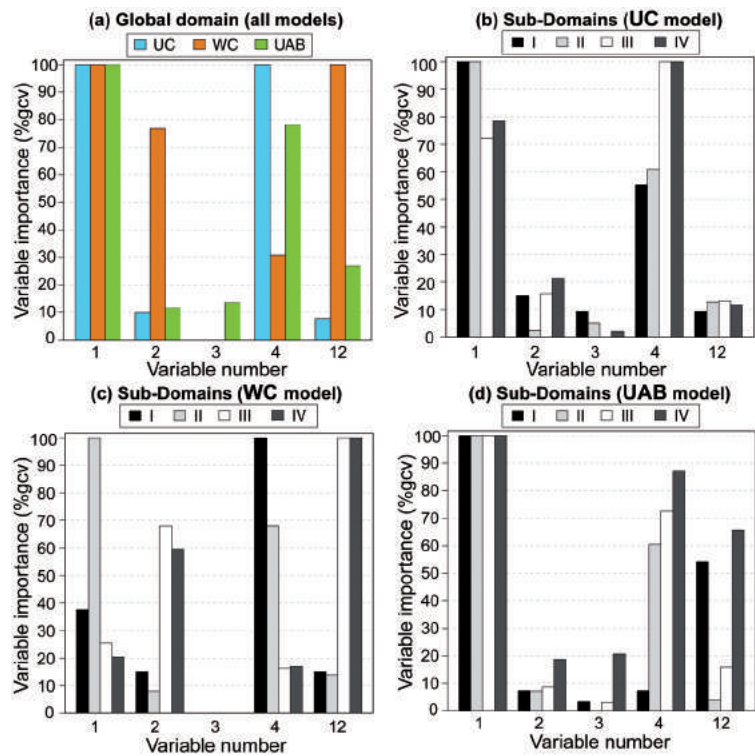 (a) Global domain (all models)
UC WC UAB
Variable importance (%gcv)
100
90
80
70
60
50
40
30
20
10
0
1 2 3 4 12
Variable number
(b) Sub-Domains (UC model)
I II III IV
Variable importance (%gcv)
100
90
80
70
60
50
40
30
20
10
0
1 2 3 4 12
Variable number
(c) Sub-Domains (WC model)
I II III IV
Variable importance (%gcv)
100
90
80
70
60
50
40
30
20
10
0
1 2 3 4 12
Variable number
(d) Sub-Domains (UAB model)
I II III IV
Variable importance (%gcv)
100
90
80
70
60
50
40
30
20
10
0
1 2 3 4 12
Variable number